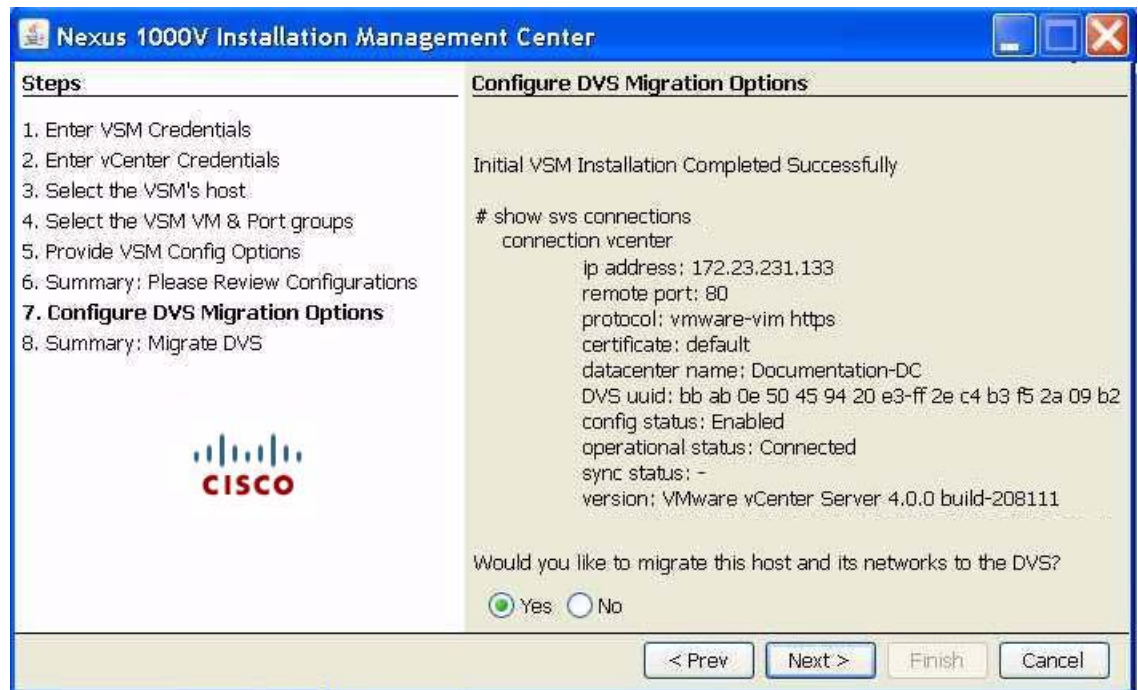 Nexus 1000V Installation Management Center
Steps
1. Enter VSM Credentials
2. Enter vCenter Credentials
3. Select the VSM's host
4. Select the VSM VM & Port groups
5. Provide VSM Config Options
6. Summary: Please Review Configurations
7. Configure DVS Migration Options
8. Summary: Migrate DVS
CISCO
Configure DVS Migration Options
Initial VSM Installation Completed Successfully
# show svs connections
connection vcenter
ip address: 172.23.231.133
remote port: 80
protocol: vmware-vim https
certificate: default
datacenter name: Documentation-DC
DVS uuid: bb ab 0e 50 45 94 20 e3-ff 2e c4 b3 f5 2a 09 b2
config status: Enabled
operational status: Connected
sync status: -
version: VMware vCenter Server 4.0.0 build-208111
Would you like to migrate this host and its networks to the DVS?
Yes No
< Prev Next > Finish Cancel